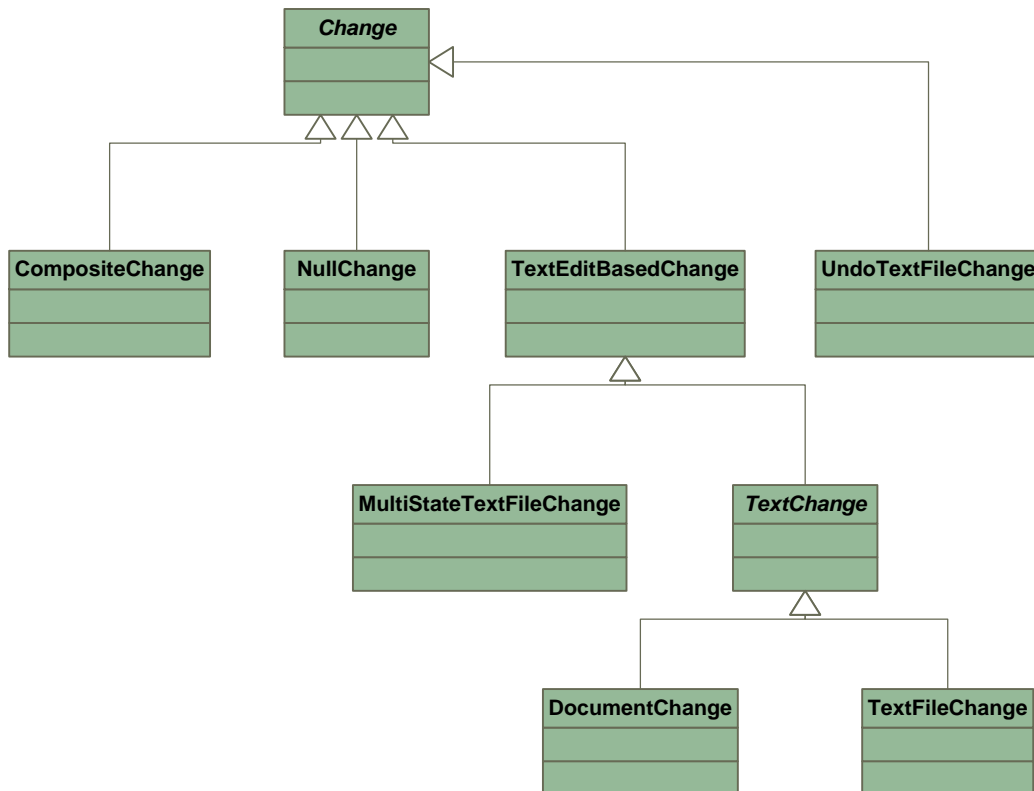 Change
CompositeChange
NullChange
TextEditBasedChange
UndoTextFileChange
MultiStateTextFileChange
TextChange
DocumentChange
TextFileChange